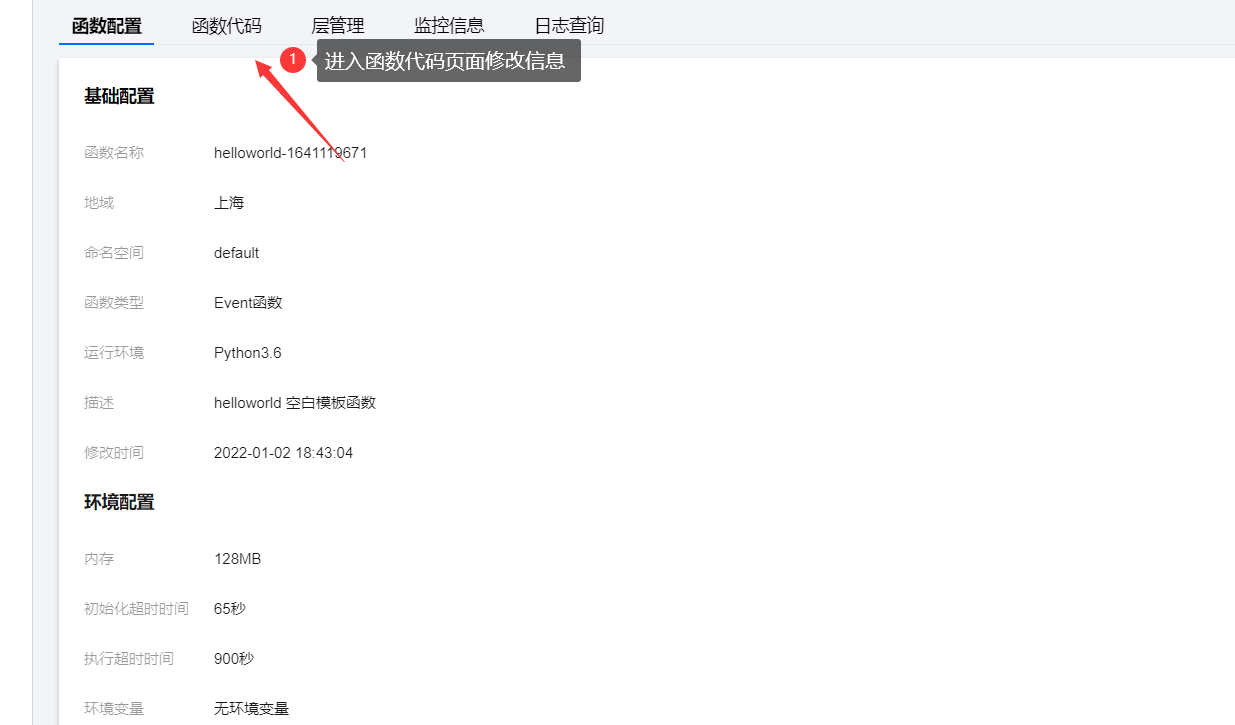 函数配置 函数代码 层管理 监控信息 日志查询
1 进入函数代码页面修改信息
基础配置
函数名称 helloworld-1641119671
地域 上海
命名空间 default
函数类型 Event函数
运行环境 Python3.6
描述 helloworld 空白模板函数
修改时间 2022-01-02 18:43:04
环境配置
内存 128MB
初始化超时时间 65秒
执行超时时间 900秒
环境变量 无环境变量